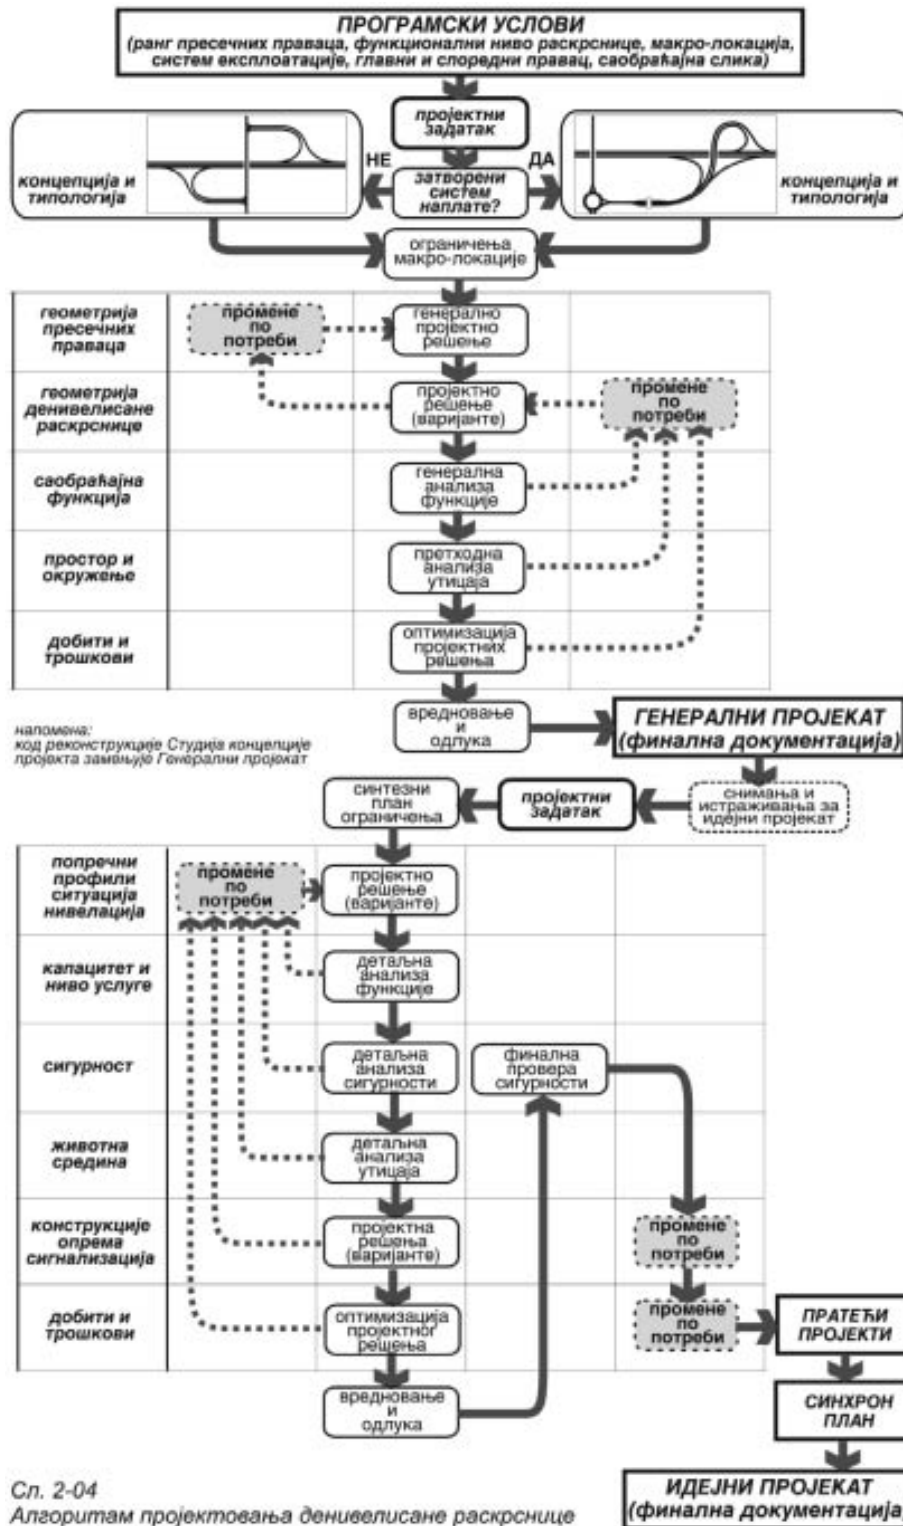 ПРОГРАМСКИ УСЛОВИ
(ранг пресечних праваца, функционални ниво раскрснице, макро-локација,
систем експлоатације, главни и споредни правац, саобраћајна слика)
пројектни
задатак
НЕ
ДА
концепција и
типологија
затворени
систем
наплате?
концепција и
типологија
ограничења
макро-локације
геометрија
пресечних
праваца
промене
по
потреби
генерално
пројектно
решење
геометрија
денивелисане
раскрснице
пројектно
решење
(варијанте)
промене
по
потреби
саобраћајна
функција
генерална
анализа
функције
простор и
окружење
претходна
анализа
утицаја
добити и
трошкови
оптимизација
пројектних
решења
вредновање
и
одлука
ГЕНЕРАЛНИ ПРОЈЕКАТ
(финална документација)
напомена:
код реконструкције Студија концепције
пројекта замењује Генерални пројекат
синтезни
план
ограничења
пројектни
задатак
снимања и
истраживања за
идејни пројекат
попречни
профили
ситуација
нивелација
промене
по
потреби
пројектно
решење
(варијанте)
капацитет и
ниво услуге
детаљна
анализа
функције
сигурност
детаљна
анализа
сигурности
финална
провера
сигурности
животна
средина
детаљна
анализа
утицаја
конструкције
опрема
сигнализација
пројектна
решења
(варијанте)
промене
по
потреби
добити и
трошкови
оптимизација
пројектног
решења
промене
по
потреби
ПРАТЕЋИ
ПРОЈЕКТИ
вредновање
и
одлука
СИНХРОН
ПЛАН
ИДЕЈНИ ПРОЈЕКАТ
(финална документација)
Сл. 2-04
Алгоритам пројектовања денивелисане раскрснице